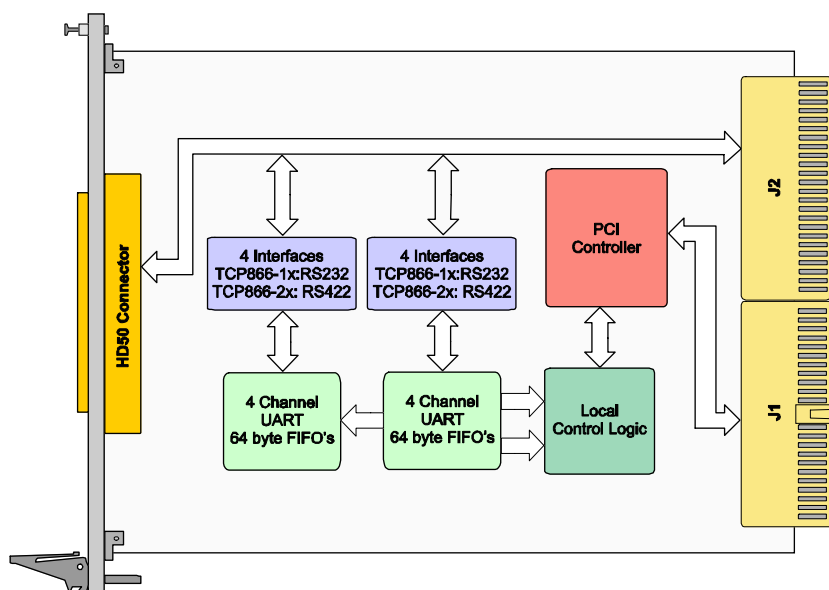 HD50 Connector
4 Interfaces
TCP866-1x:RS232
TCP866-2x: RS422
4 Interfaces
TCP866-1x:RS232
TCP866-2x: RS422
PCI
Controller
J2
4 Channel
UART
64 byte FIFO's
4 Channel
UART
64 byte FIFO's
Local
Control Logic
J1